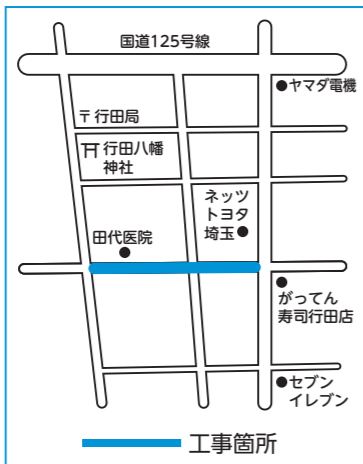 国道125号線
ヤマダ電機
〒行田局
行田八幡
神社
ネッツ
トヨタ
埼玉
田代医院
がってん
寿司行田店
セブン
イレブン
工事箇所